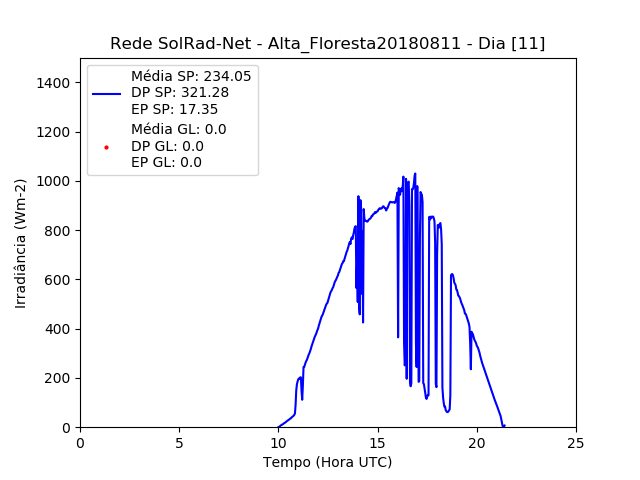 Rede SolRad-Net - Alta_Floresta20180811 - Dia [11]
Média SP: 234.05
DP SP: 321.28
EP SP: 17.35
Média GL: 0.0
DP GL: 0.0
EP GL: 0.0
Irradiância (Wm-2)
1400
1200
1000
800
600
400
200
0
0 5 10 15 20 25
Tempo (Hora UTC)